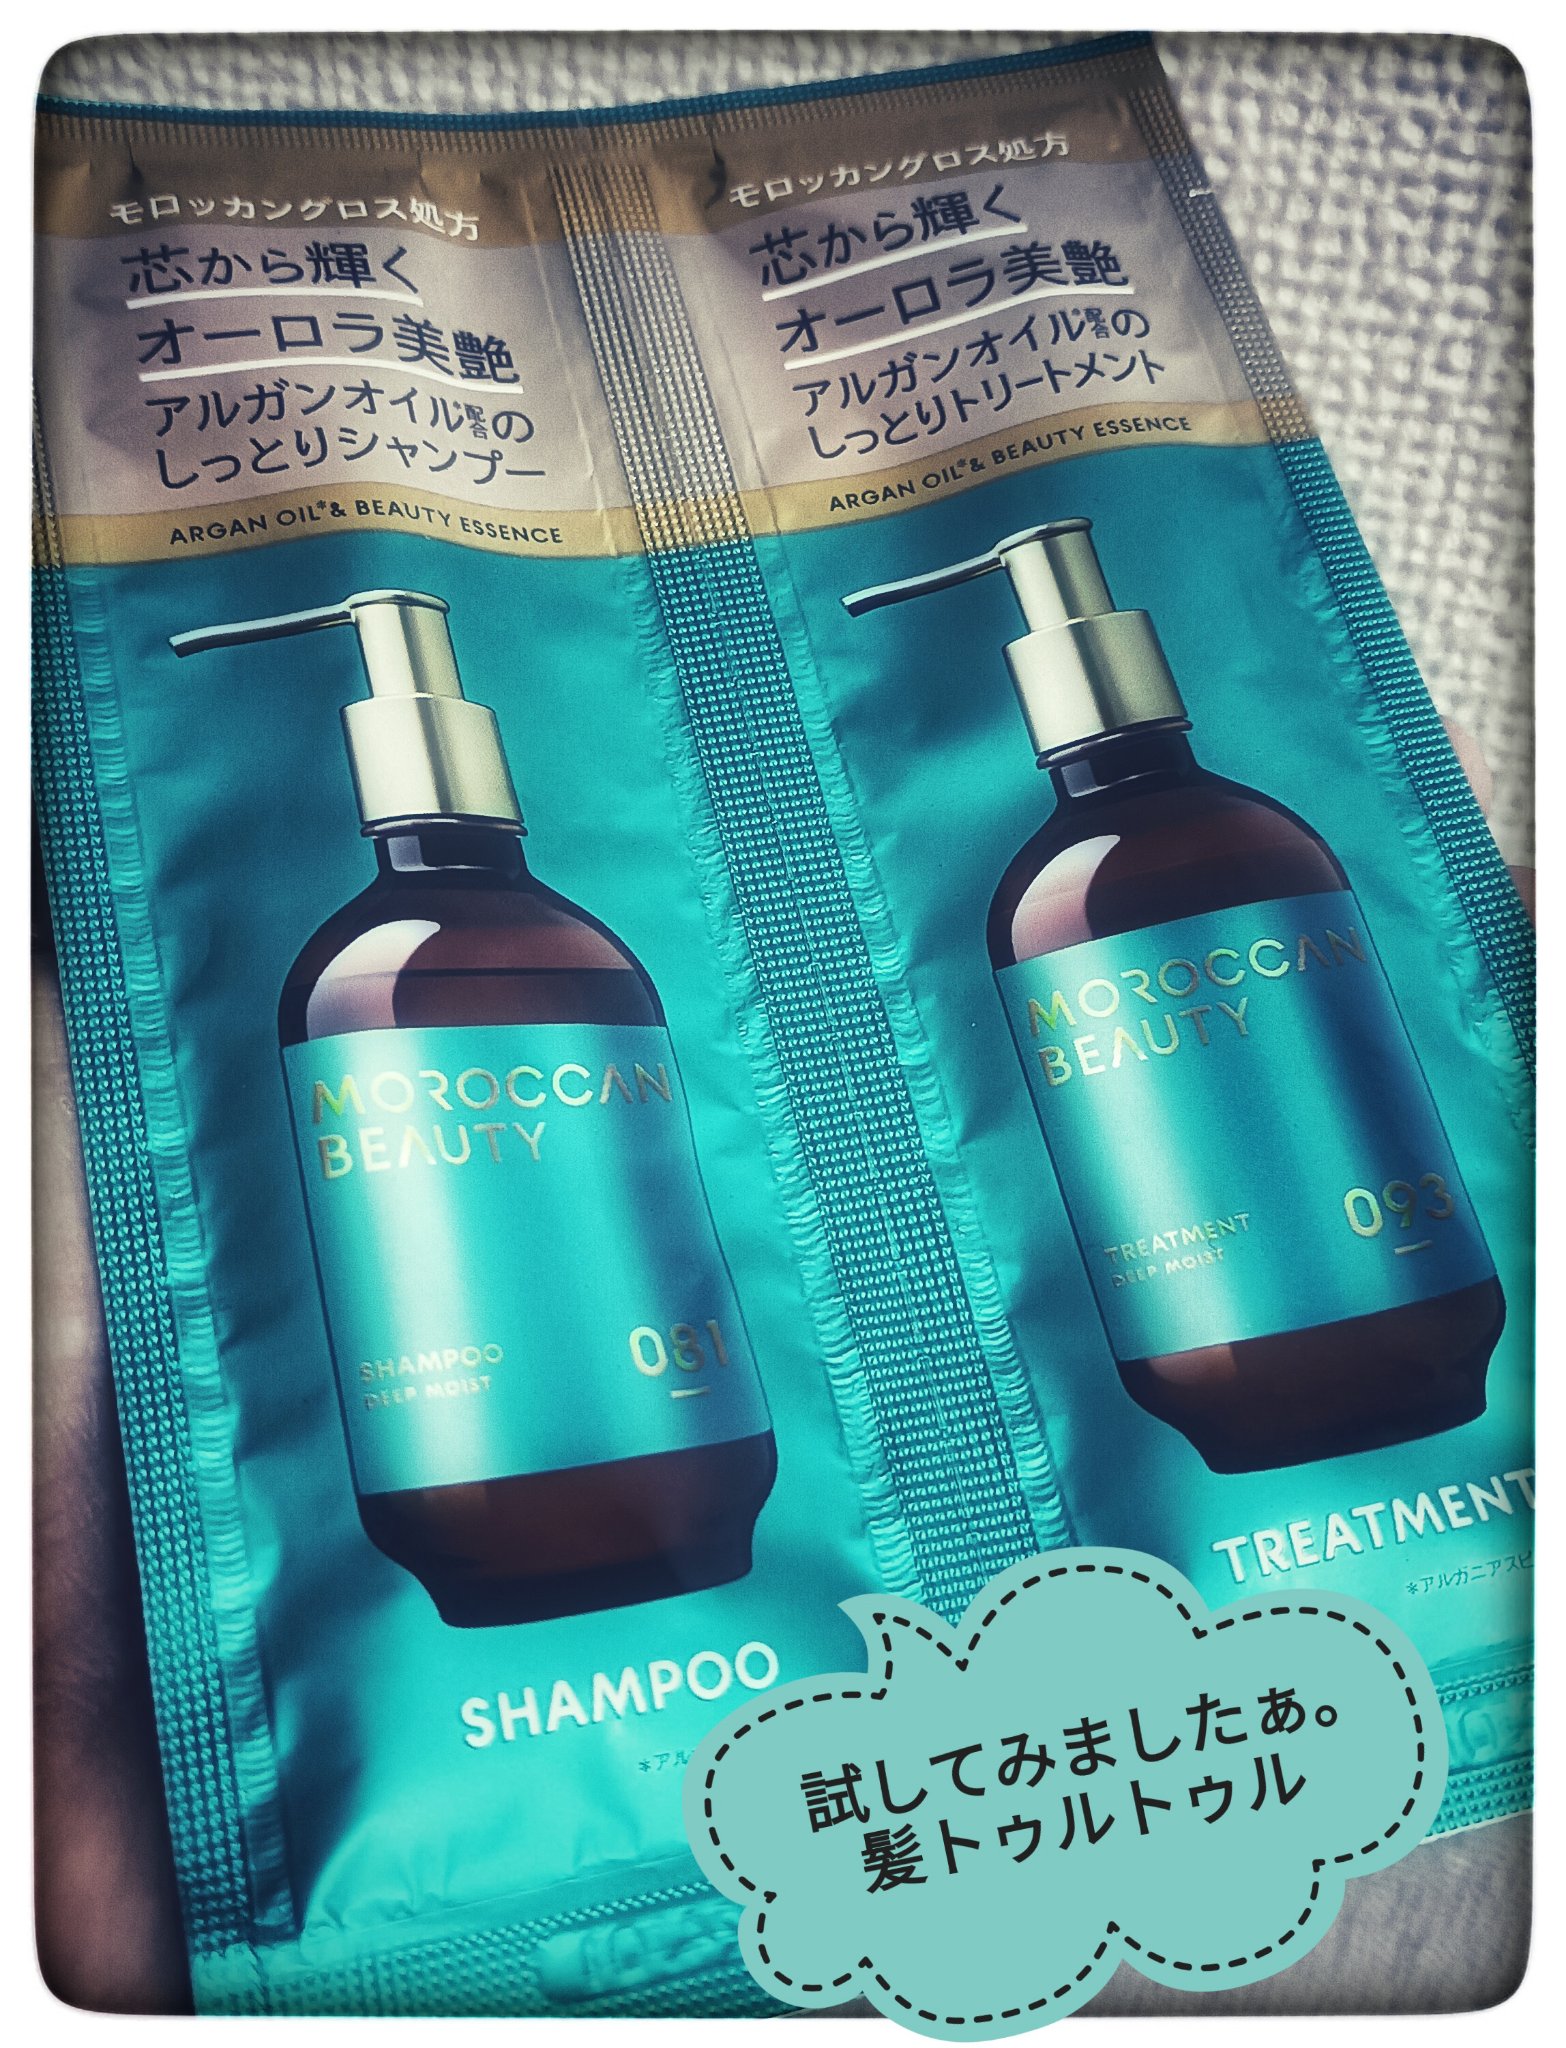 モロッカングロス処方
芯から輝く
オーロラ美艶
アルガンオイル*配合の
しっとりシャンプー
ARGAN OIL*& BEAUTY ESSENCE
MOROCCAN
BEAUTY
SHAMPOO
DEEP MOIST
081
SHAMPOO
モロッカングロス処方
芯から輝く
オーロラ美艶
アルガンオイル*配合の
しっとりトリートメント
ARGAN OIL*& BEAUTY ESSENCE
MOROCCAN
BEAUTY
TREATMENT
DEEP MOIST
093
TREATMENT
試してみましたぁ。
髪トゥルトゥル